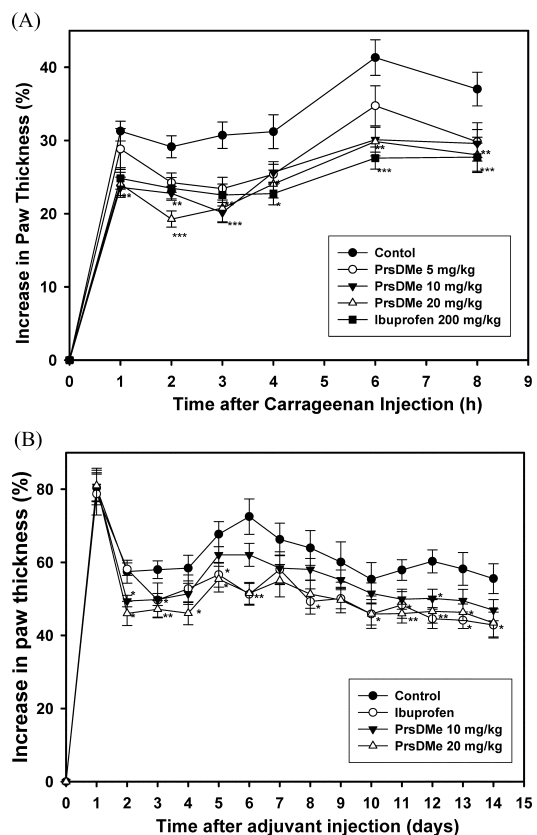 (A)
Increase in Paw Thickness (%)
40
30
20
10
0
**
**
***
**
***
*
**
***
**
***
Contol
PrsDMe 5 mg/kg
PrsDMe 10 mg/kg
PrsDMe 20 mg/kg
Ibuprofen 200 mg/kg
0 1 2 3 4 5 6 7 8 9
Time after Carrageenan Injection (h)
(B)
Increase in paw thickness (%)
80
60
40
20
0
*
*
*
**
*
*
*
**
*
*
**
*
**
*
*
*
Control
Ibuprofen
PrsDMe 10 mg/kg
PrsDMe 20 mg/kg
0 1 2 3 4 5 6 7 8 9 10 11 12 13 14 15
Time after adjuvant injection (days)